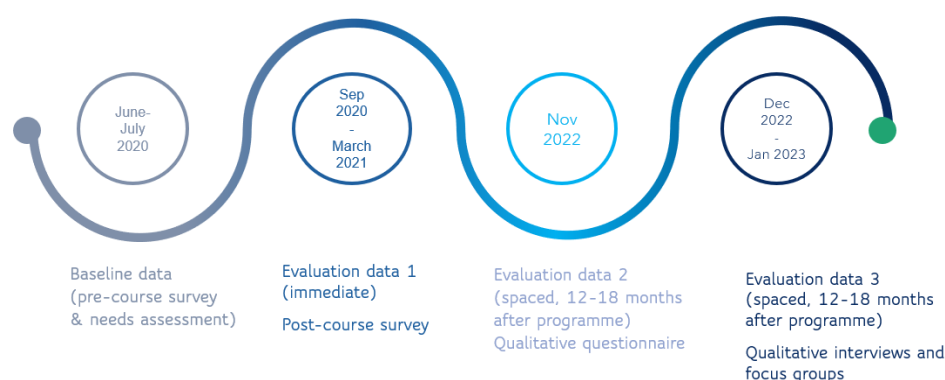 June-
July
2020
Sep
2020
-
March
2021
Nov
2022
Dec
2022
-
Jan 2023
Baseline data
(pre-course survey
& needs assessment)
Evaluation data 1
(immediate)
Post-course survey
Evaluation data 2
(spaced, 12-18 months
after programme)
Qualitative questionnaire
Evaluation data 3
(spaced, 12-18 months
after programme)
Qualitative interviews and
focus groups